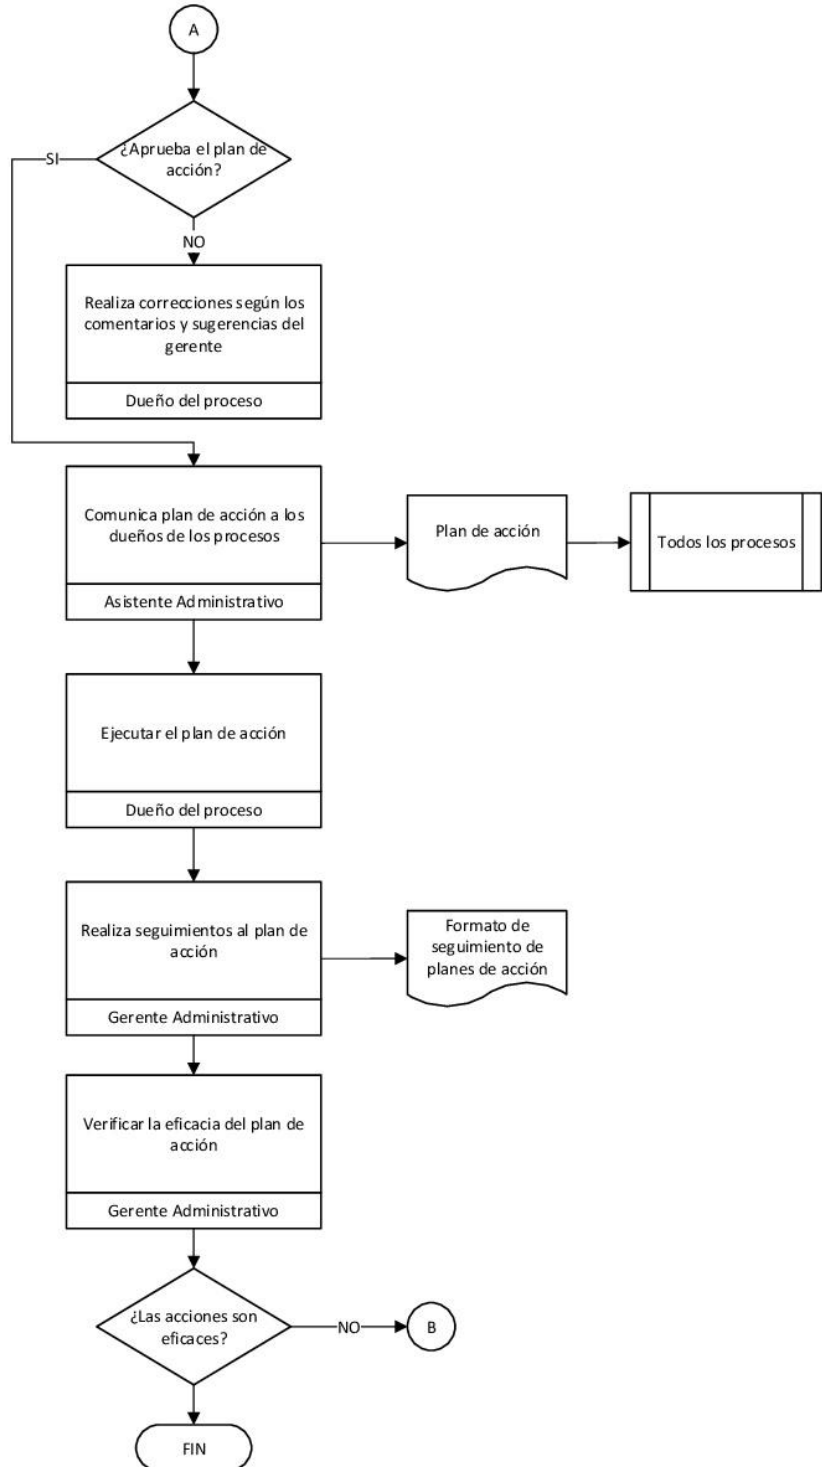 A
¿Aprueba el plan de
acción?
SI
NO
Realiza correcciones según los
comentarios y sugerencias del
gerente
Dueño del proceso
Comunica plan de acción a los
dueños de los procesos
Asistente Administrativo
Plan de acción
Todos los procesos
Ejecutar el plan de acción
Dueño del proceso
Realiza seguimientos al plan de
acción
Gerente Administrativo
Formato de
seguimiento de
planes de acción
Verificar la eficacia del plan de
acción
Gerente Administrativo
¿Las acciones son
eficaces?
NO
B
FIN